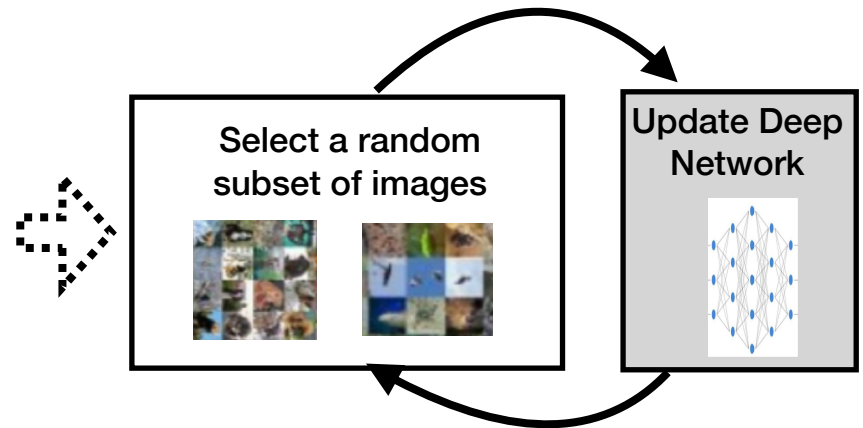 Select a random
subset of images
Update Deep
Network